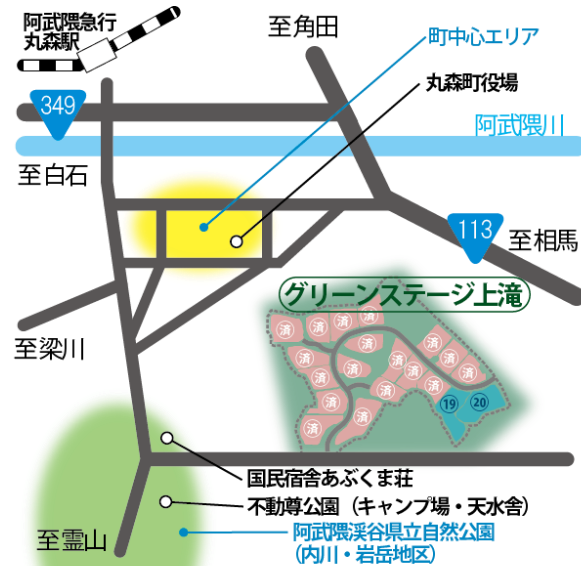 阿武隈急行
丸森駅
至角田
町中心エリア
丸森町役場
349
阿武隈川
至白石
113
至相馬
グリーンステージ上滝
至梁川
済 済 済 済
済 済 済 済 済
済 済 済 済 済
済 済 済
19 20
国民宿舎あぶくま荘
不動尊公園（キャンプ場・天水舎）
至霊山
阿武隈渓谷県立自然公園
（内川・岩岳地区）